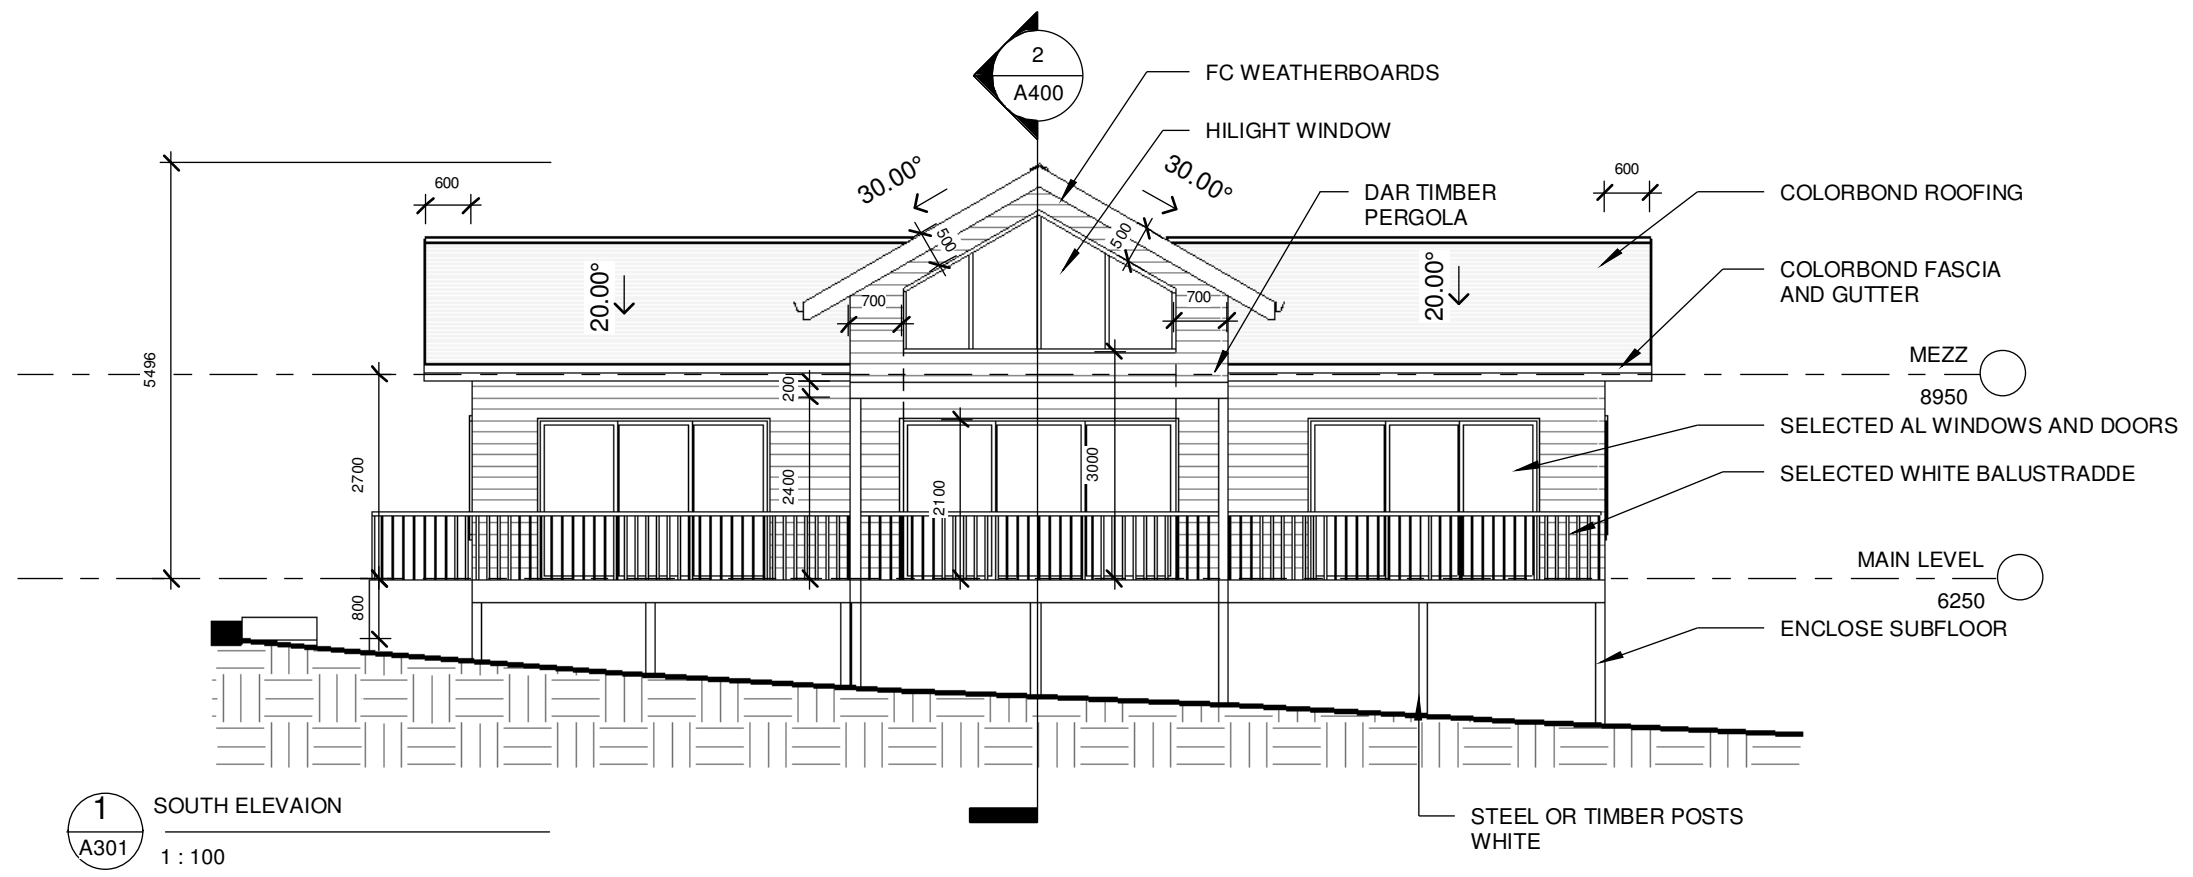 2
A400
FC WEATHERBOARDS
HILIGHT WINDOW
30.00°
30.00°
600
600
DAR TIMBER
PERGOLA
COLORBOND ROOFING
500
500
20.00°
20.00°
COLORBOND FASCIA
AND GUTTER
700
700
5496
MEZZ
8950
200
SELECTED AL WINDOWS AND DOORS
2700
2400
2100
3000
SELECTED WHITE BALUSTRADDE
MAIN LEVEL
6250
800
ENCLOSE SUBFLOOR
1
A301
SOUTH ELEVAION
1 : 100
STEEL OR TIMBER POSTS
WHITE